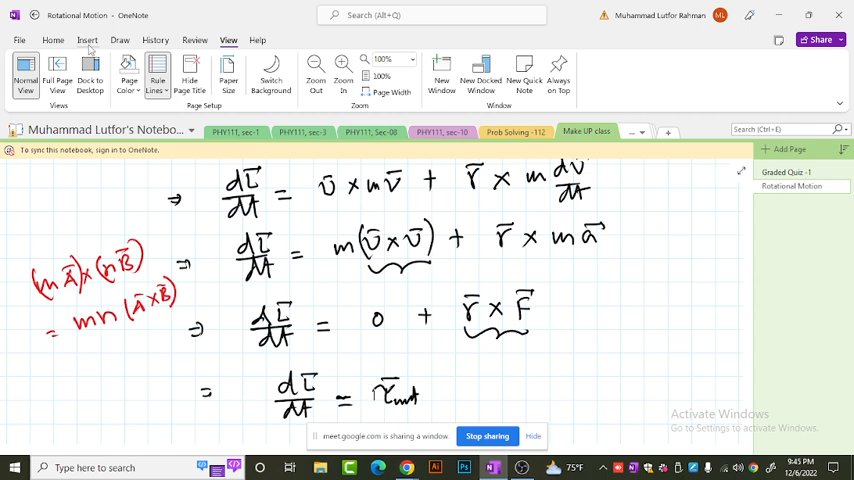 Rotational Motion - OneNote
Search (Alt+Q)
Muhammad Lutfor Rahman ML
File Home Insert Draw History Review View Help
Share
Normal View
Full Page View
Dock to Desktop
Views
Page Color
Rule Lines
Hide Page Title
Paper Size
Page Setup
Switch Background
Zoom Out
Zoom In
100%
100%
Page Width
Zoom
New Window
New Docked Window
New Quick Note
Always on Top
Window
Muhammad Lutfor's Notebo...
PHY111, sec-1
PHY111, sec-3
PHY111, Sec-08
PHY111, sec-10
Prob Solving -112
Make UP class
Search (Ctrl+E)
To sync this notebook, sign in to OneNote.
Add Page
Graded Quiz -1
Rotational Motion
⇒ dL⃗/dt = v⃗ × mv⃗ + r⃗ × m dv⃗/dt
⇒ dL⃗/dt = m(v⃗ × v⃗) + r⃗ × ma⃗
(mA⃗)×(nB⃗)
= mn (A⃗×B⃗)
⇒ dL⃗/dt = 0 + r⃗ × F⃗
= dL⃗/dt = τ⃗net
Activate Windows
Go to Settings to activate Windows.
meet.google.com is sharing a window.
Stop sharing
Hide
Type here to search
75°F
9:45 PM
12/6/2022